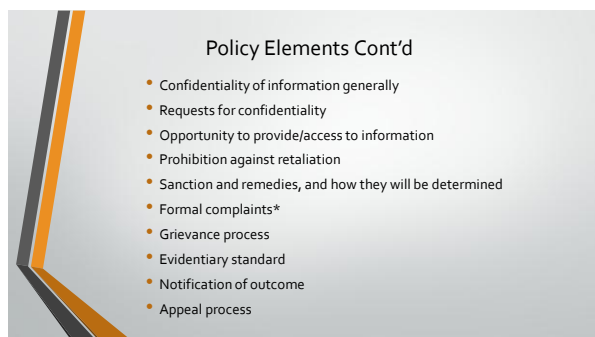 Policy Elements Cont’d
• Confidentiality of information generally
• Requests for confidentiality
• Opportunity to provide/access to information
• Prohibition against retaliation
• Sanction and remedies, and how they will be determined
• Formal complaints*
• Grievance process
• Evidentiary standard
• Notification of outcome
• Appeal process